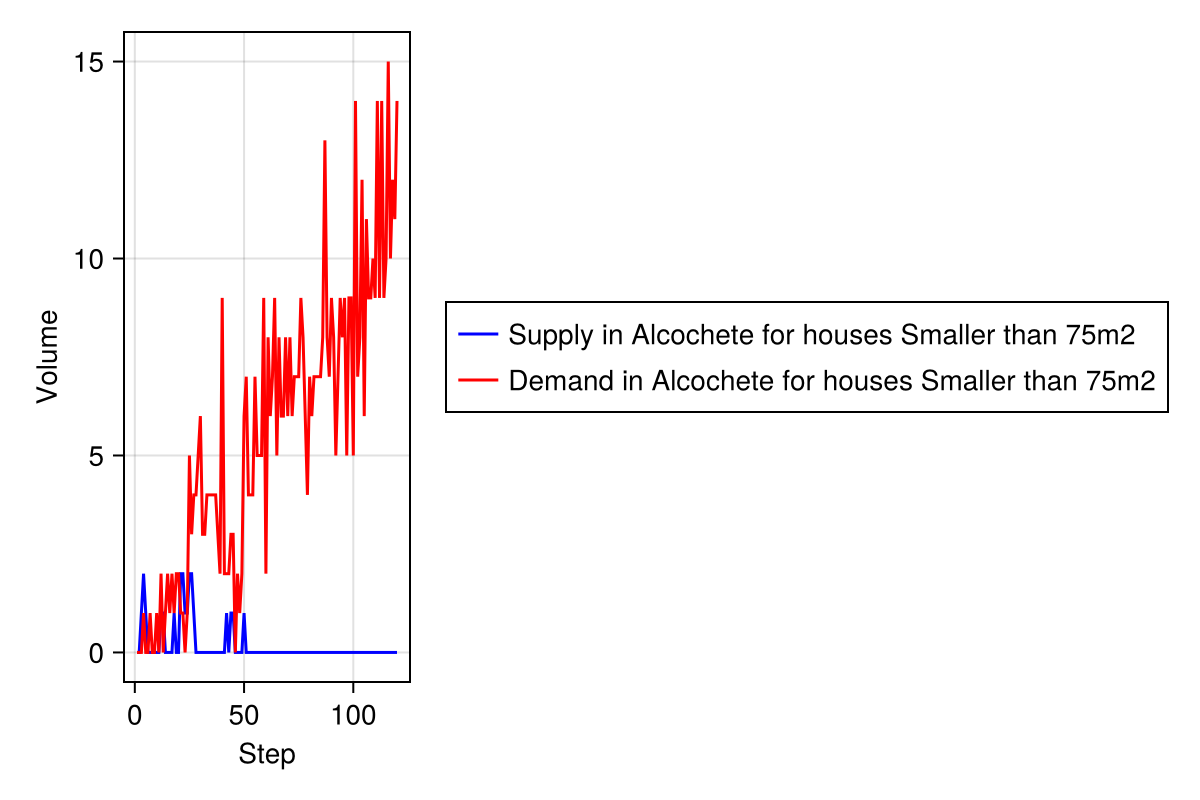 15
10
5
0
Volume
0 50 100
Step
Supply in Alcochete for houses Smaller than 75m2
Demand in Alcochete for houses Smaller than 75m2